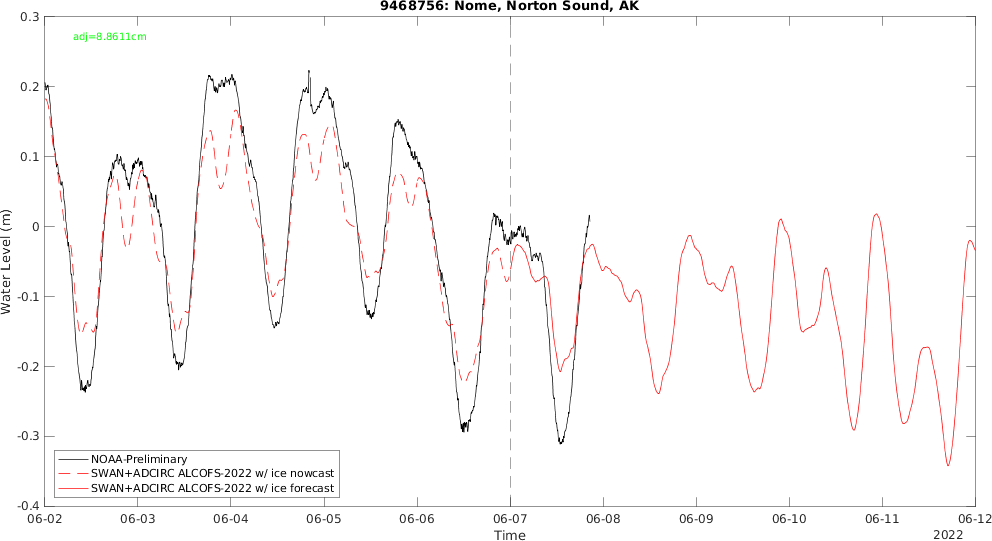 9468756: Nome, Norton Sound, AK
adj=8.8611cm
0.3
0.2
0.1
0
-0.1
-0.2
-0.3
-0.4
Water Level (m)
NOAA-Preliminary
SWAN+ADCIRC ALCOFS-2022 w/ ice nowcast
SWAN+ADCIRC ALCOFS-2022 w/ ice forecast
06-02 06-03 06-04 06-05 06-06 06-07 06-08 06-09 06-10 06-11 06-12
Time
2022